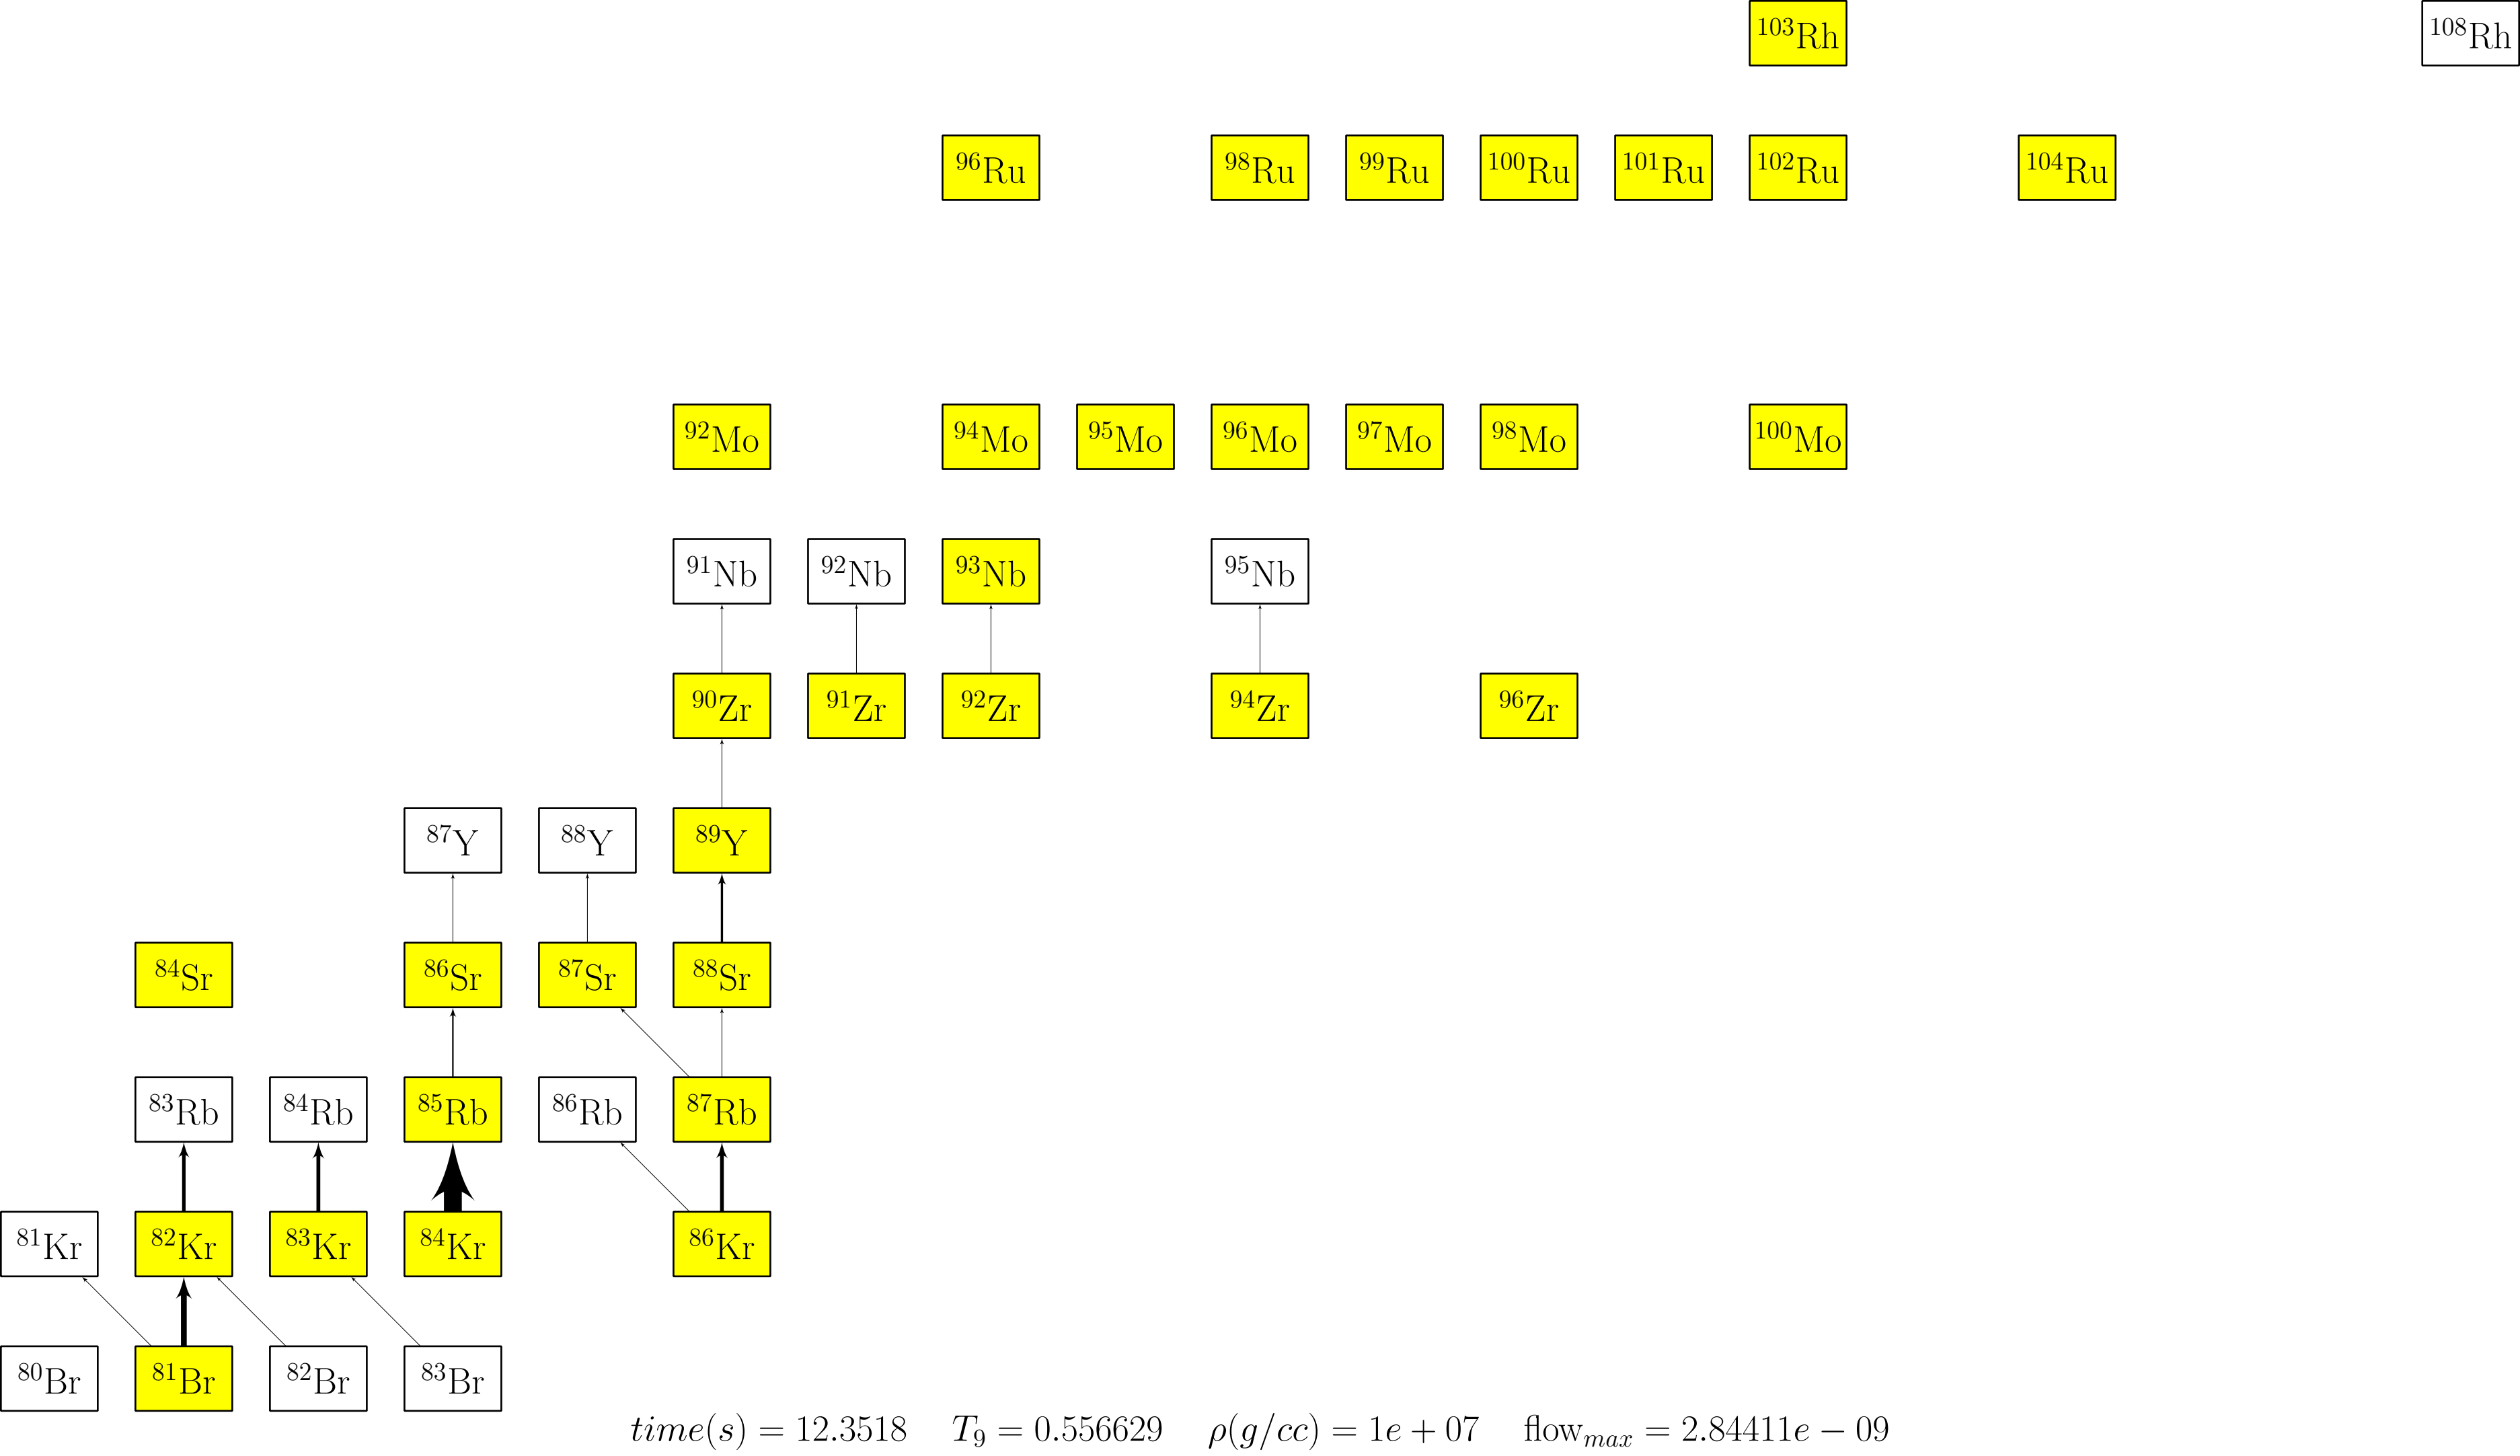 ¹⁰³Rh ¹⁰⁸Rh
⁹⁶Ru ⁹⁸Ru ⁹⁹Ru ¹⁰⁰Ru ¹⁰¹Ru ¹⁰²Ru ¹⁰⁴Ru
⁹²Mo ⁹⁴Mo ⁹⁵Mo ⁹⁶Mo ⁹⁷Mo ⁹⁸Mo ¹⁰⁰Mo
⁹¹Nb ⁹²Nb ⁹³Nb ⁹⁵Nb
⁹⁰Zr ⁹¹Zr ⁹²Zr ⁹⁴Zr ⁹⁶Zr
⁸⁷Y ⁸⁸Y ⁸⁹Y
⁸⁴Sr ⁸⁶Sr ⁸⁷Sr ⁸⁸Sr
⁸³Rb ⁸⁴Rb ⁸⁵Rb ⁸⁶Rb ⁸⁷Rb
⁸¹Kr ⁸²Kr ⁸³Kr ⁸⁴Kr ⁸⁶Kr
⁸⁰Br ⁸¹Br ⁸²Br ⁸³Br
time(s) = 12.3518 T₉ = 0.556629 ρ(g/cc) = 1e + 07 flowₘₐₓ = 2.84411e − 09